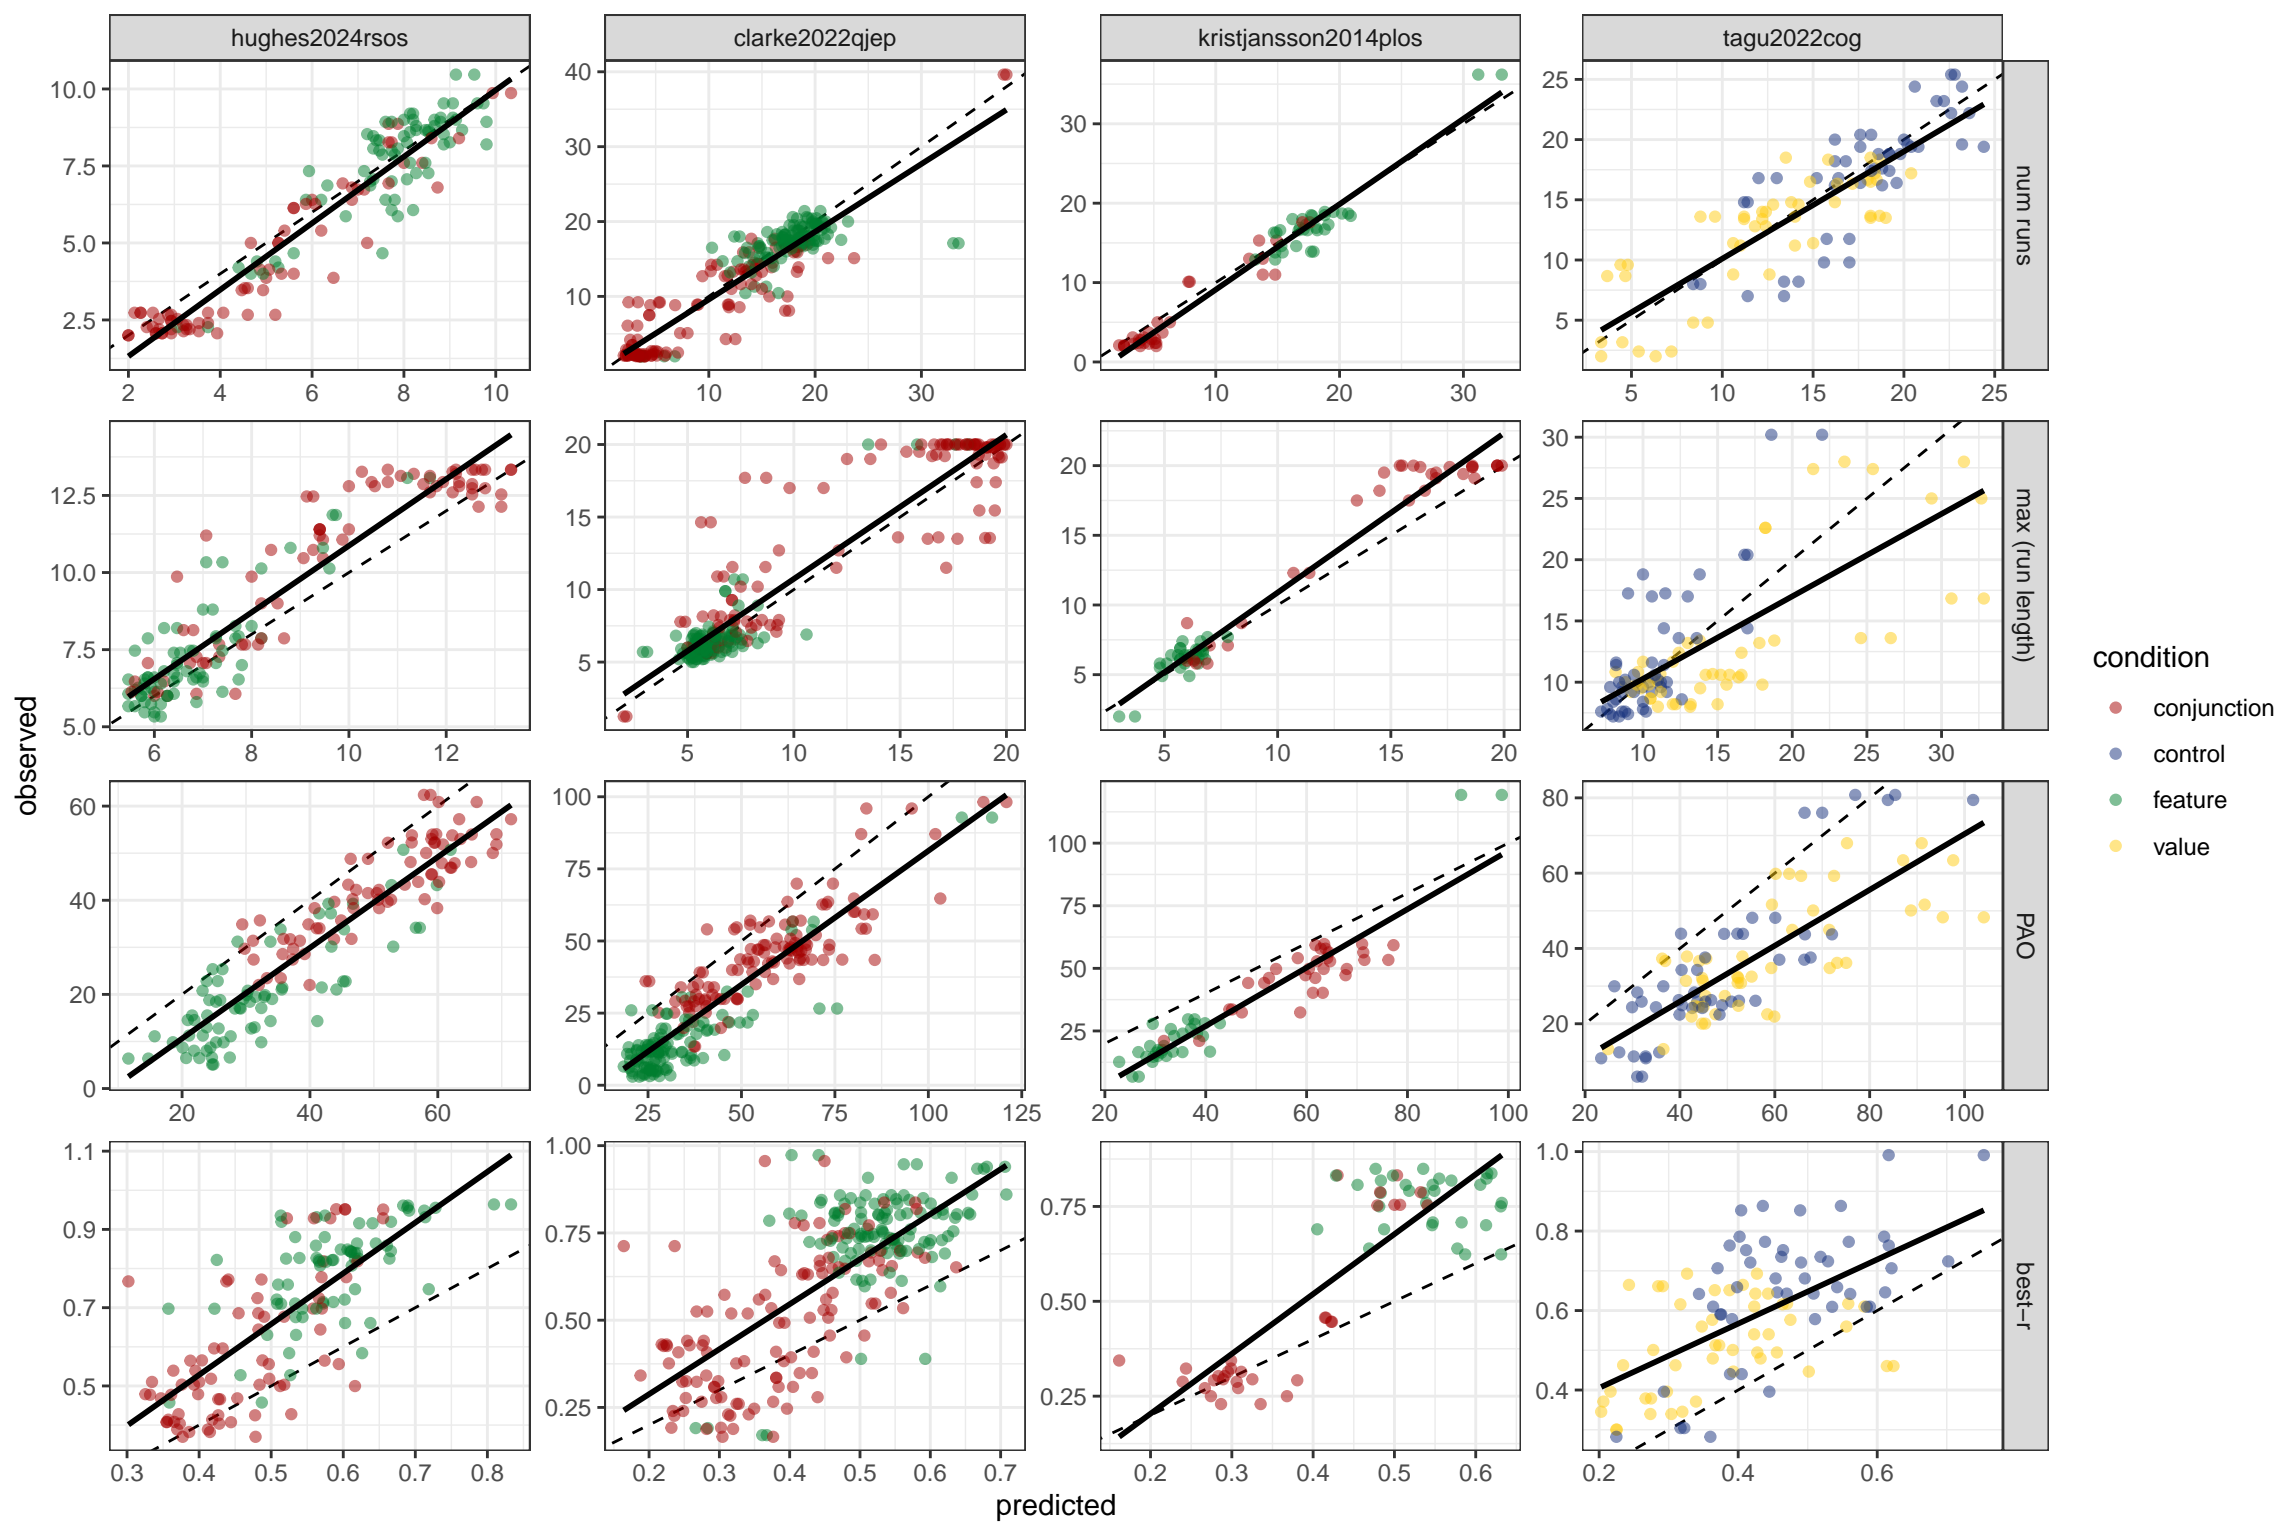 hughes2024rsos clarke2022qjep kristjansson2014plos tagu2022cog
10.0 7.5 5.0 2.5
2 4 6 8 10
40 30 20 10
10 20 30
30 20 10 0
10 20 30
25 20 15 10 5
5 10 15 20 25
num runs
12.5 10.0 7.5 5.0
6 8 10 12
20 15 10 5
5 10 15 20
20 15 10 5
5 10 15 20
30 25 20 15 10
10 15 20 25 30
max (run length)
60 40 20 0
20 40 60
100 75 50 25 0
25 50 75 100 125
100 75 50 25
20 40 60 80 100
80 60 40 20
20 40 60 80 100
PAO
1.1 0.9 0.7 0.5
0.3 0.4 0.5 0.6 0.7 0.8
1.00 0.75 0.50 0.25
0.2 0.3 0.4 0.5 0.6 0.7
0.75 0.50 0.25
0.2 0.3 0.4 0.5 0.6
1.0 0.8 0.6 0.4
0.2 0.4 0.6
best−r
observed
predicted
condition
conjunction
control
feature
value